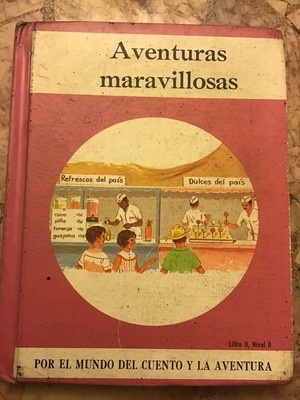 Aventuras
maravillosas
Refrescos del país
Dulces del país
coco
piña
toronja
guayaba
Libro II, Nivel II
POR EL MUNDO DEL CUENTO Y LA AVENTURA